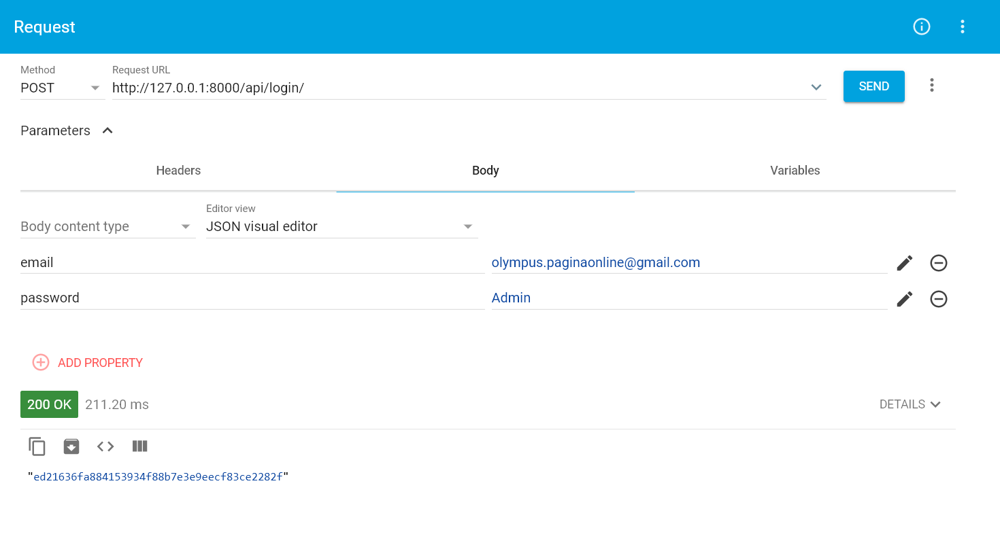 Request
Method
Request URL
POST
http://127.0.0.1:8000/api/login/
SEND
Parameters
Headers
Body
Variables
Editor view
Body content type
JSON visual editor
email
olympus.paginaonline@gmail.com
password
Admin
ADD PROPERTY
200 OK
211.20 ms
DETAILS
"ed21636fa884153934f88b7e3e9eecf83ce2282f"